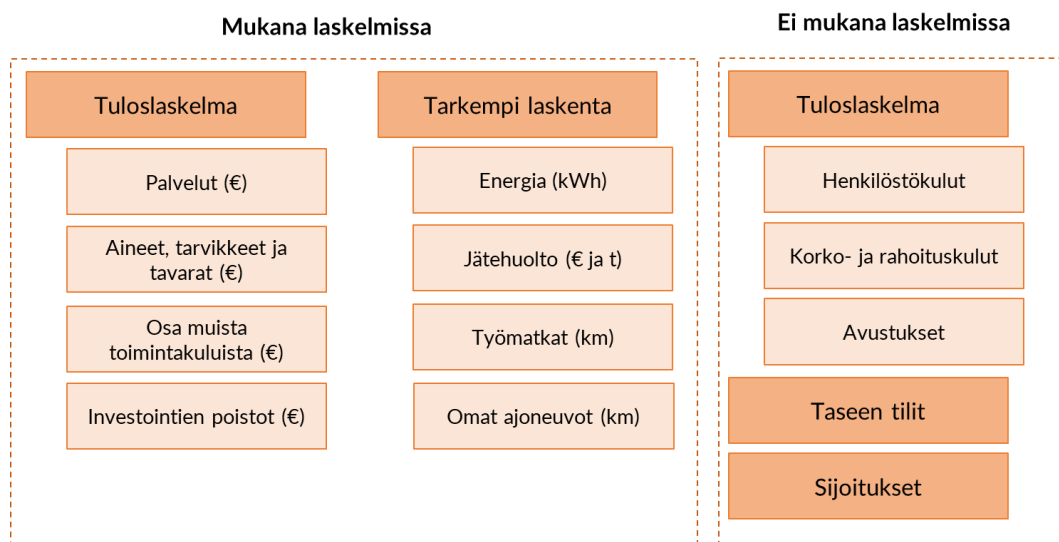 Mukana laskelmissa
Tuloslaskelma
Palvelut (€)
Aineet, tarvikkeet ja
tavarat (€)
Osa muista
toimintakuluista (€)
Investointien poistot (€)
Tarkempi laskenta
Energia (kWh)
Jätehuolto (€ ja t)
Työmatkat (km)
Omat ajoneuvot (km)
Ei mukana laskelmissa
Tuloslaskelma
Henkilöstökulut
Korko- ja rahoituskulut
Avustukset
Taseen tilit
Sijoitukset